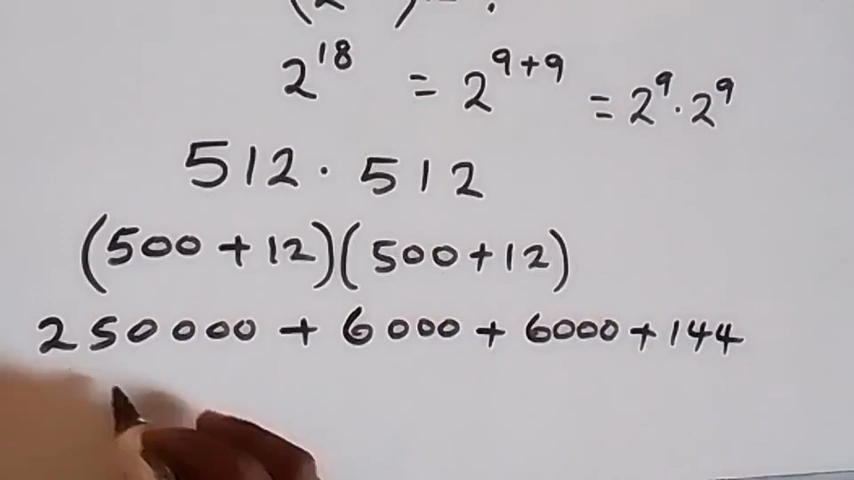 2^18 = 2^9+9 = 2^9 · 2^9
512 · 512
(500 + 12)(500 + 12)
250000 + 6000 + 6000 + 144